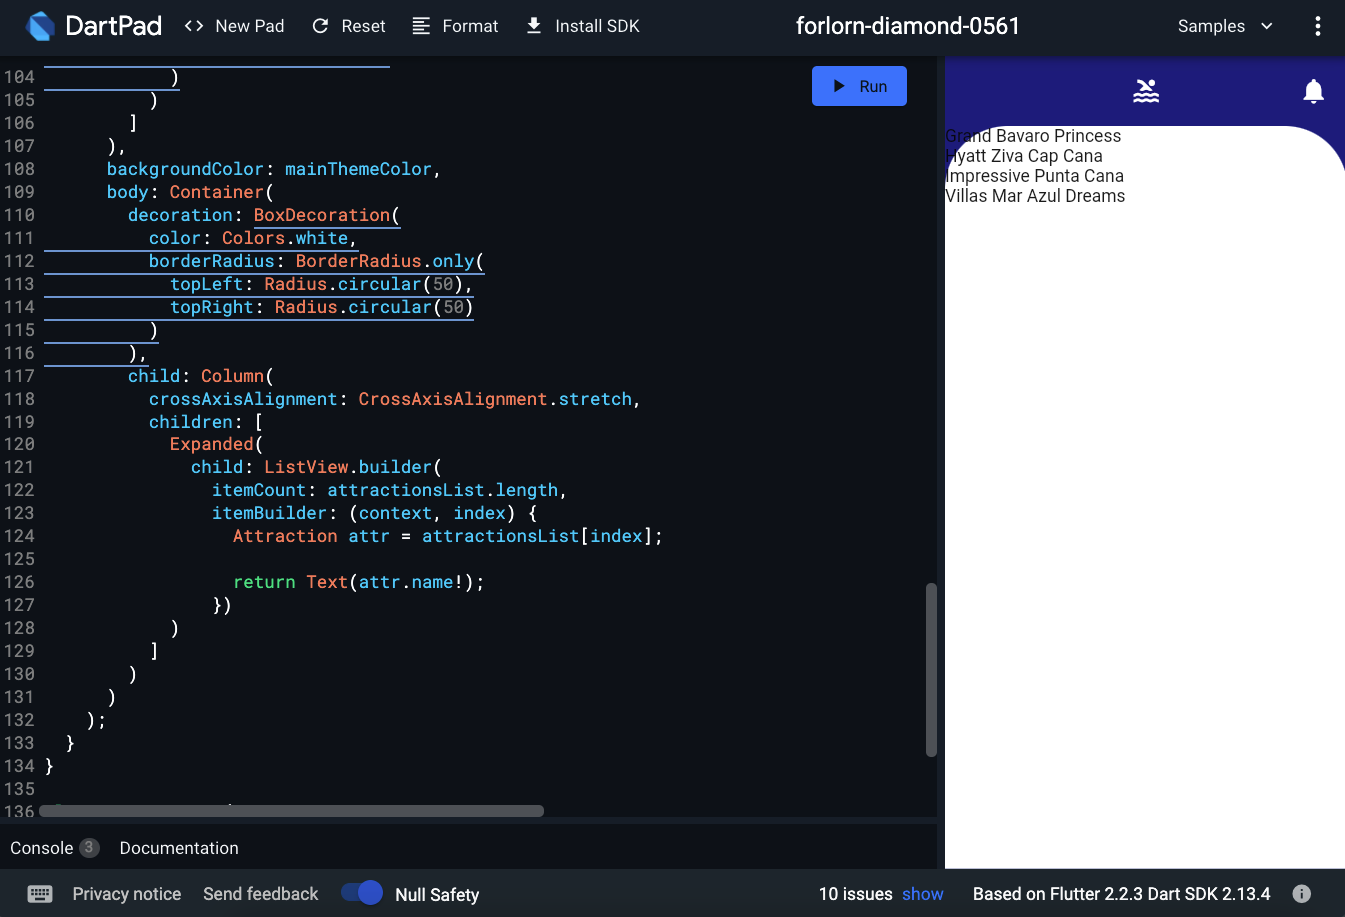 DartPad <> New Pad Reset Format Install SDK forlorn-diamond-0561 Samples
104 )
105 )
106 ]
107 ),
108 backgroundColor: mainThemeColor,
109 body: Container(
110 decoration: BoxDecoration(
111 color: Colors.white,
112 borderRadius: BorderRadius.only(
113 topLeft: Radius.circular(50),
114 topRight: Radius.circular(50)
115 )
116 ),
117 child: Column(
118 crossAxisAlignment: CrossAxisAlignment.stretch,
119 children: [
120 Expanded(
121 child: ListView.builder(
122 itemCount: attractionsList.length,
123 itemBuilder: (context, index) {
124 Attraction attr = attractionsList[index];
125
126 return Text(attr.name!);
127 })
128 )
129 ]
130 )
131 )
132 );
133 }
134 }
135
136
Run
Grand Bavaro Princess
Hyatt Ziva Cap Cana
Impressive Punta Cana
Villas Mar Azul Dreams
Console 3 Documentation
Privacy notice Send feedback Null Safety 10 issues show Based on Flutter 2.2.3 Dart SDK 2.13.4